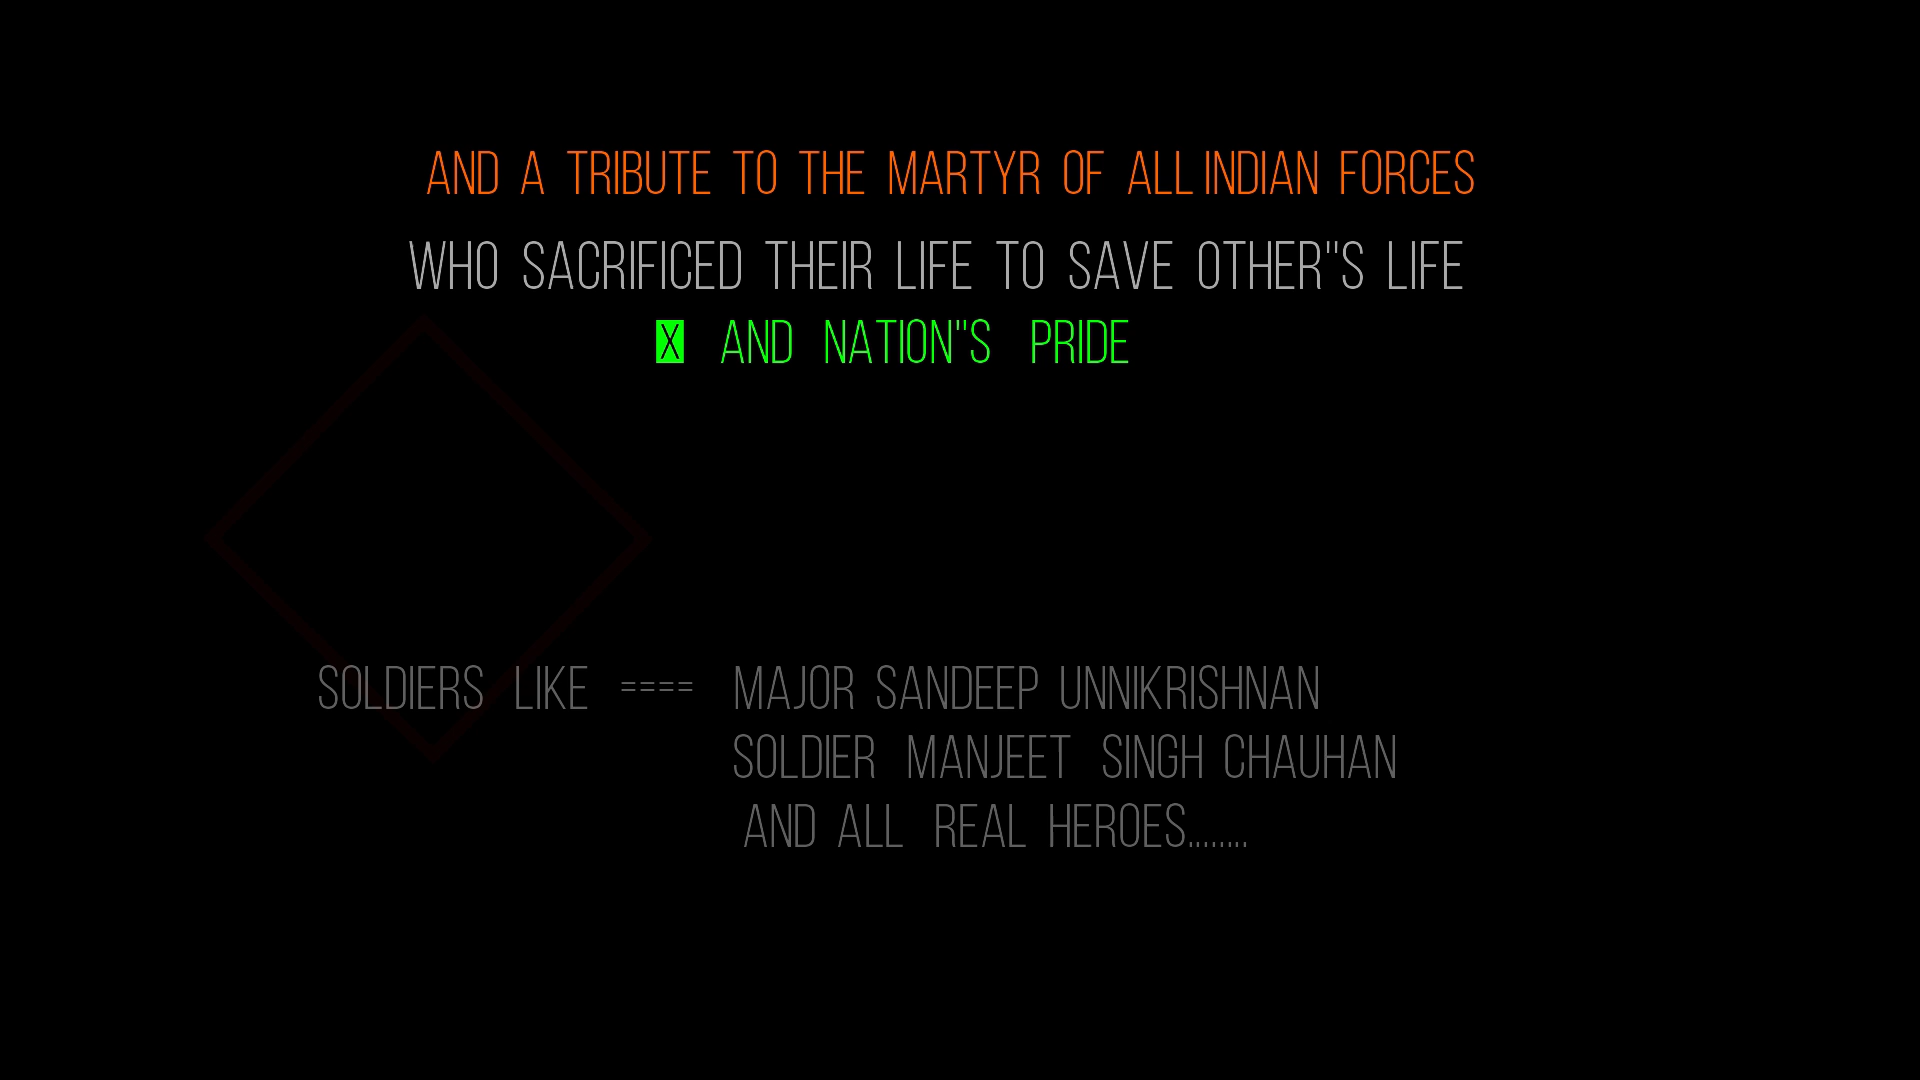 AND A TRIBUTE TO THE MARTYR OF ALL INDIAN FORCES
WHO SACRIFICED THEIR LIFE TO SAVE OTHER"S LIFE
X AND NATION"S PRIDE
SOLDIERS LIKE ==== MAJOR SANDEEP UNNIKRISHNAN
SOLDIER MANJEET SINGH CHAUHAN
AND ALL REAL HEROES........